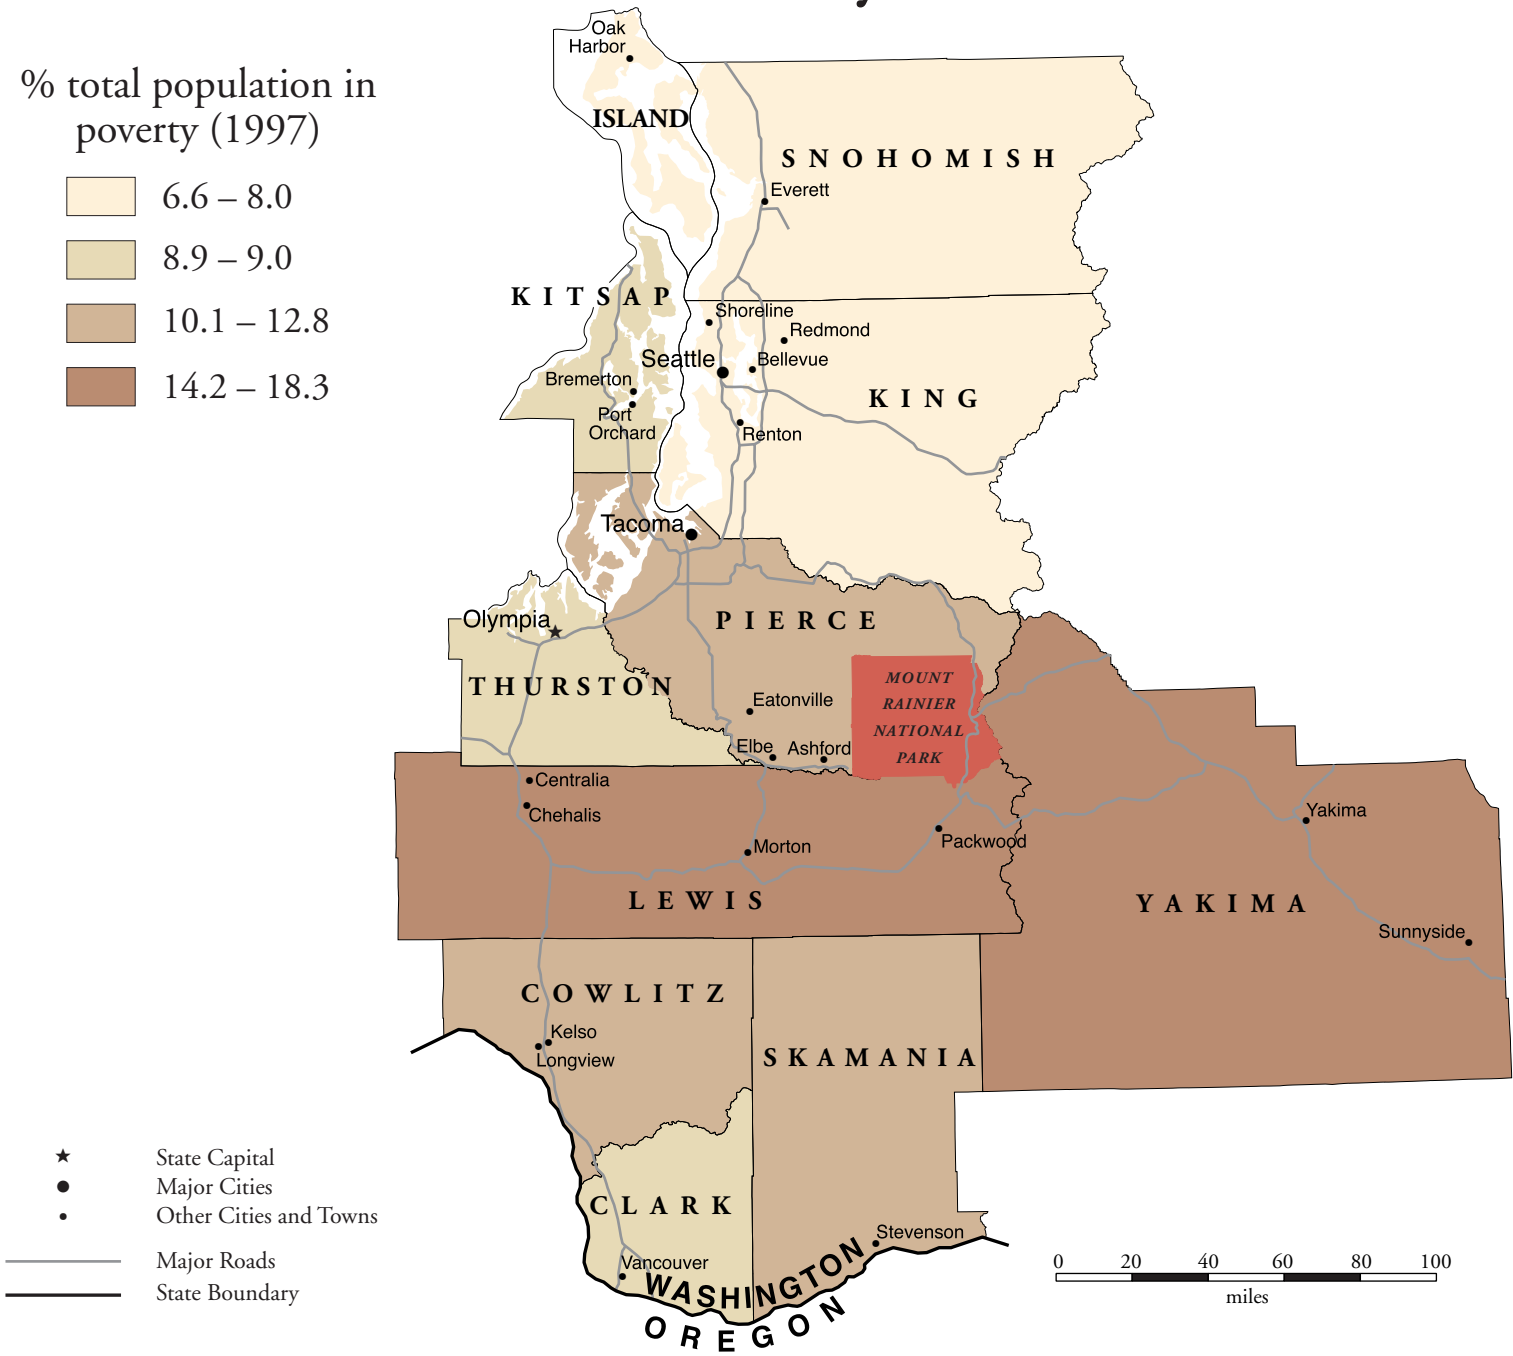 % total population in
poverty (1997)
6.6 – 8.0
8.9 – 9.0
10.1 – 12.8
14.2 – 18.3
Oak
Harbor
ISLAND
SNOHOMISH
Everett
KITSAP
Shoreline
Redmond
Seattle
Bellevue
Bremerton
KING
Port
Orchard
Renton
Tacoma
Olympia
PIERCE
THURSTON
MOUNT
RAINIER
NATIONAL
PARK
Eatonville
Elbe
Ashford
Centralia
Chehalis
Morton
Packwood
Yakima
LEWIS
YAKIMA
Sunnyside
COWLITZ
Kelso
Longview
SKAMANIA
CLARK
Stevenson
Vancouver
WASHINGTON
OREGON
State Capital
Major Cities
Other Cities and Towns
Major Roads
State Boundary
0 20 40 60 80 100
miles